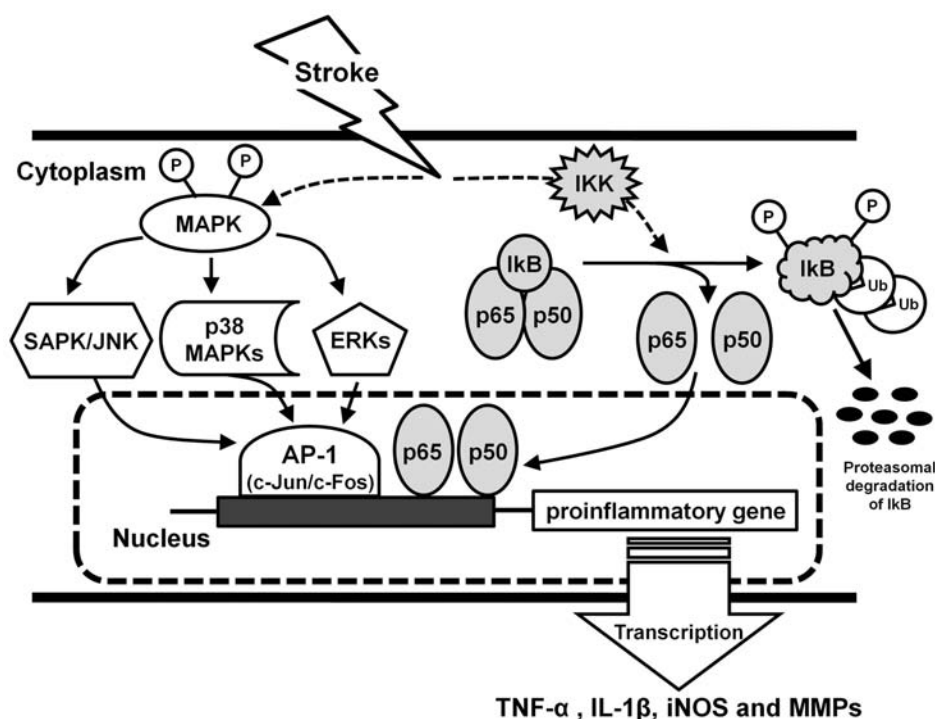 Stroke
Cytoplasm
P
P
MAPK
IKK
P
P
IkB
Ub
Ub
IkB
p65
p50
p65
p50
SAPK/JNK
p38
MAPKs
ERKs
AP-1
(c-Jun/c-Fos)
p65
p50
Proteasomal
degradation
of IkB
Nucleus
proinflammatory gene
Transcription
TNF-α , IL-1β, iNOS and MMPs